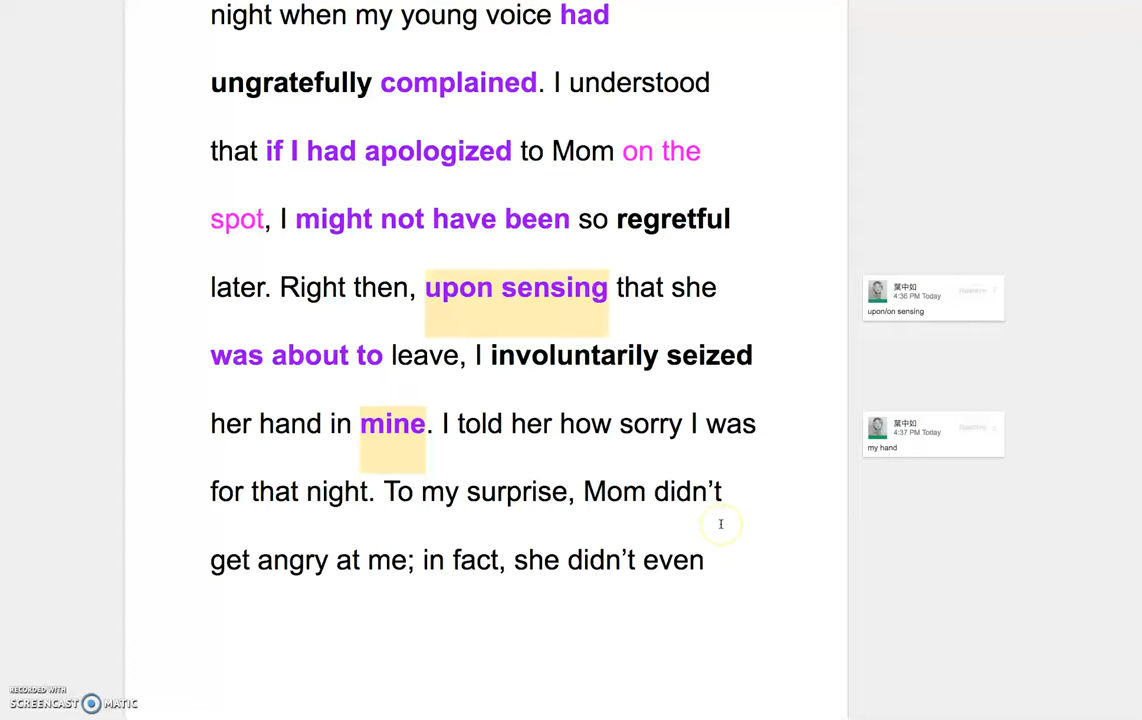 night when my young voice had
ungratefully complained. I understood
that if I had apologized to Mom on the
spot, I might not have been so regretful
later. Right then, upon sensing that she
was about to leave, I involuntarily seized
her hand in mine. I told her how sorry I was
for that night. To my surprise, Mom didn’t
get angry at me; in fact, she didn’t even
葉中如
4:36 PM Today
upon/on sensing
葉中如
4:37 PM Today
my hand
RECORDED WITH
SCREENCAST MATIC